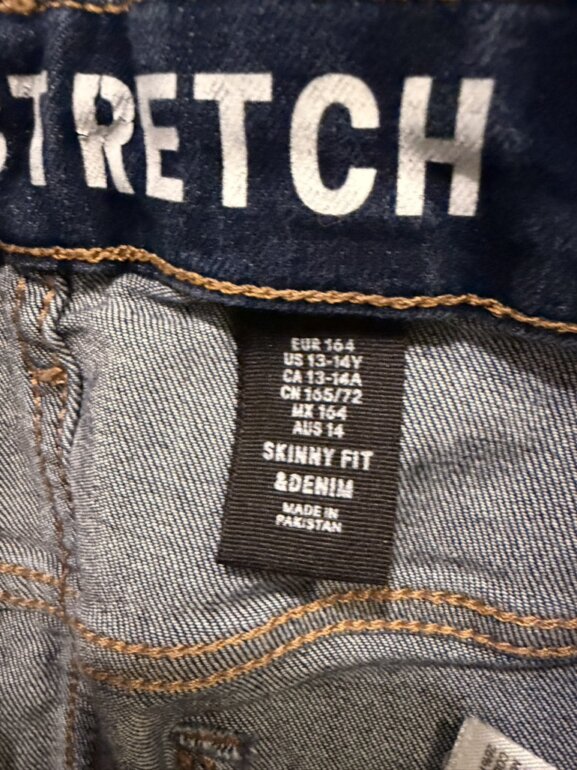 STRETCH
EUR 164
US 13-14Y
CA 13-14A
CN 165/72
MX 164
AUS 14
SKINNY FIT
&DENIM
MADE IN
PAKISTAN